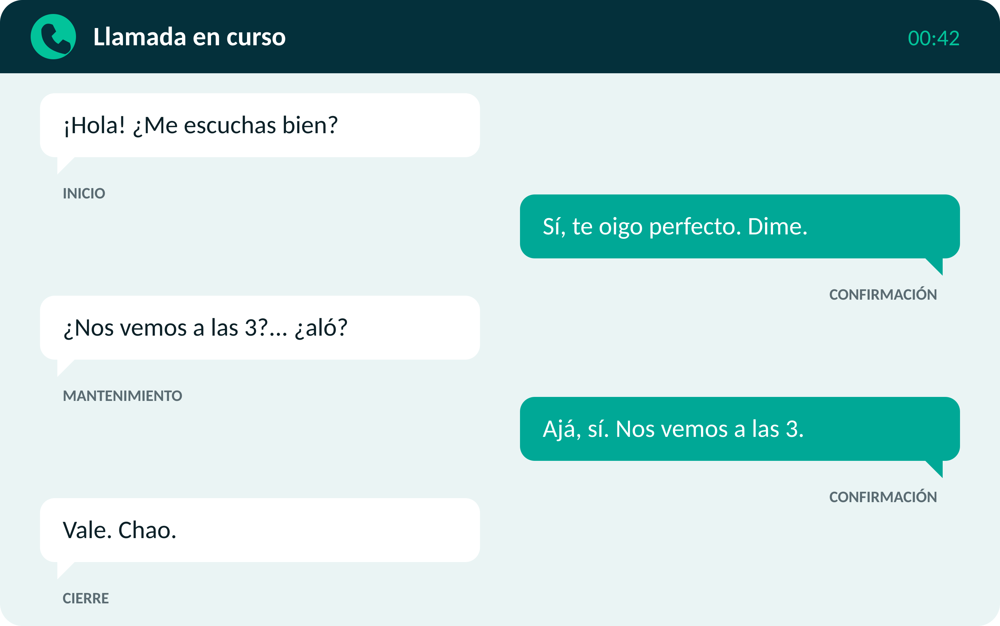 Llamada en curso
00:42
¡Hola! ¿Me escuchas bien?
INICIO
Sí, te oigo perfecto. Dime.
CONFIRMACIÓN
¿Nos vemos a las 3?... ¿aló?
MANTENIMIENTO
Ajá, sí. Nos vemos a las 3.
CONFIRMACIÓN
Vale. Chao.
CIERRE